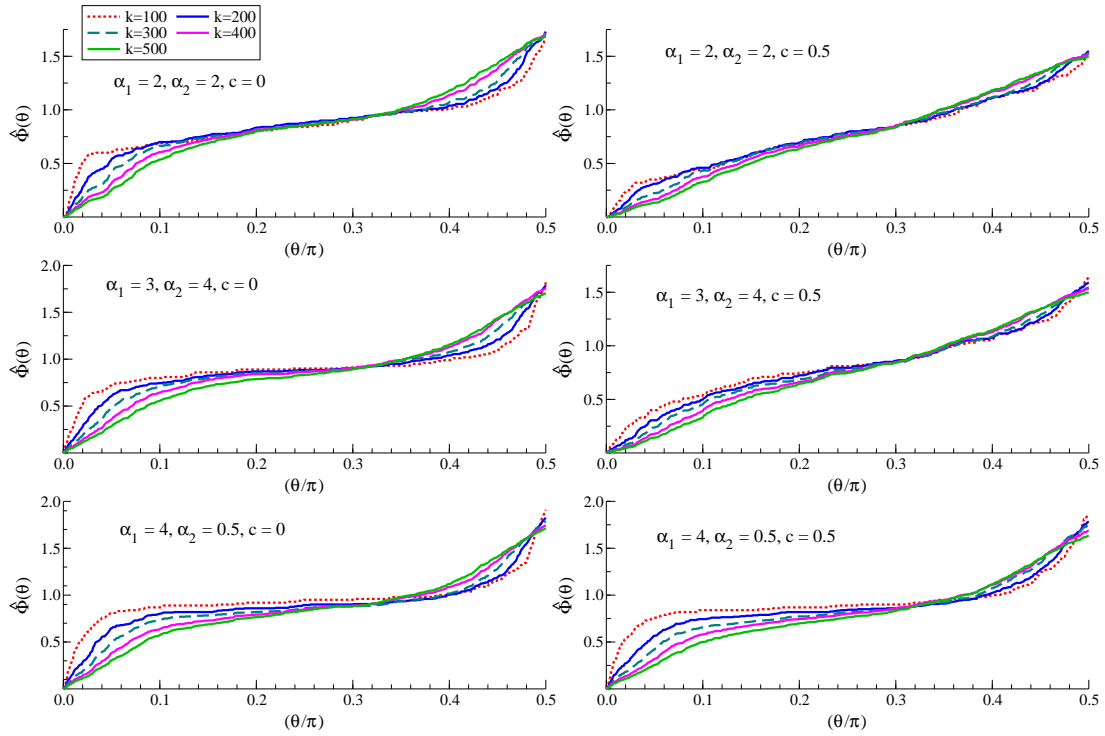 k=100 k=200
k=300 k=400
k=500
α1 = 2, α2 = 2, c = 0
Φ̂(θ)
1.5
1.0
0.5
0.0 0.1 0.2 0.3 0.4 0.5
(θ/π)
α1 = 2, α2 = 2, c = 0.5
Φ̂(θ)
1.5
1.0
0.5
0.0 0.1 0.2 0.3 0.4 0.5
(θ/π)
α1 = 3, α2 = 4, c = 0
Φ̂(θ)
2.0
1.5
1.0
0.5
0.0 0.1 0.2 0.3 0.4 0.5
(θ/π)
α1 = 3, α2 = 4, c = 0.5
Φ̂(θ)
1.5
1.0
0.5
0.0 0.1 0.2 0.3 0.4 0.5
(θ/π)
α1 = 4, α2 = 0.5, c = 0
Φ̂(θ)
2.0
1.5
1.0
0.5
0.0 0.1 0.2 0.3 0.4 0.5
(θ/π)
α1 = 4, α2 = 0.5, c = 0.5
Φ̂(θ)
2.0
1.5
1.0
0.5
0.0 0.1 0.2 0.3 0.4 0.5
(θ/π)